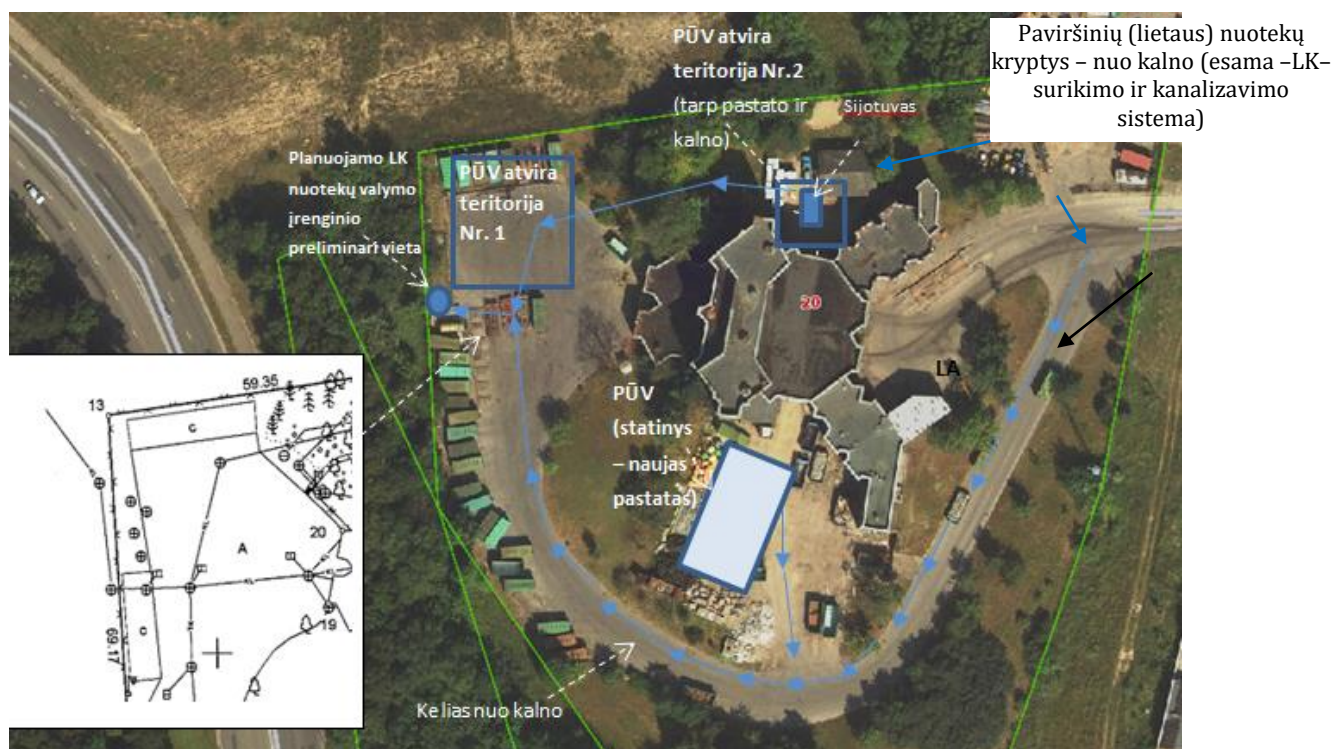 Paviršinių (lietaus) nuotekų
kryptys – nuo kalno (esama –LK–
surikimo ir kanalizavimo
sistema)
PŪV atvira
teritorija Nr.2
(tarp pastato ir
kalno)
Sijotuvas
Planuojamo LK
nuotekų valymo
įrenginio
preliminari vieta
PŪV atvira
teritorija
Nr. 1
20
LA
PŪV
(statinys
– naujas
pastatas)
Kelias nuo kalno
59.35
13
G
A
20
C
19
69.17